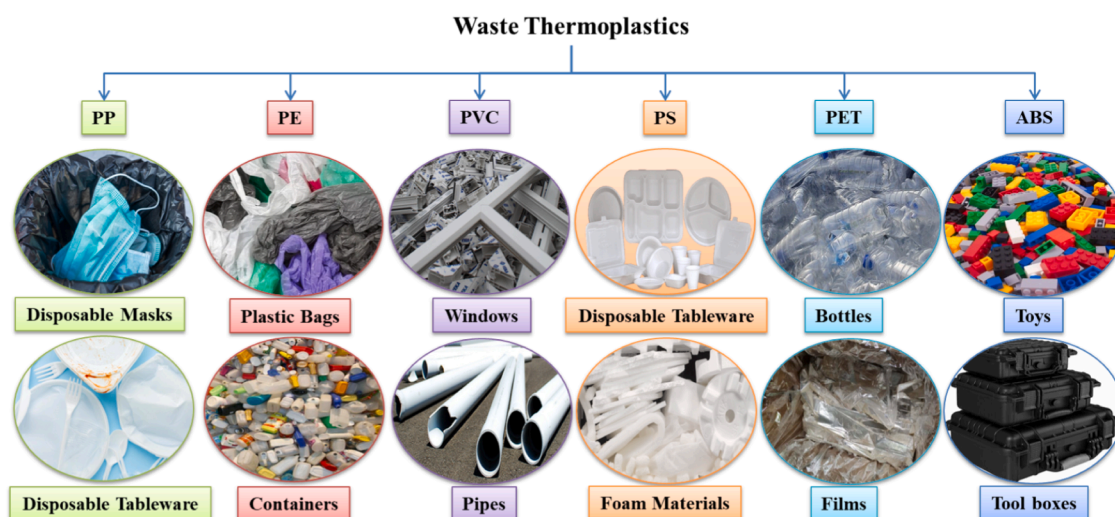 Waste Thermoplastics
PP
PE
PVC
PS
PET
ABS
Disposable Masks
Plastic Bags
Windows
Disposable Tableware
Bottles
Toys
Disposable Tableware
Containers
Pipes
Foam Materials
Films
Tool boxes